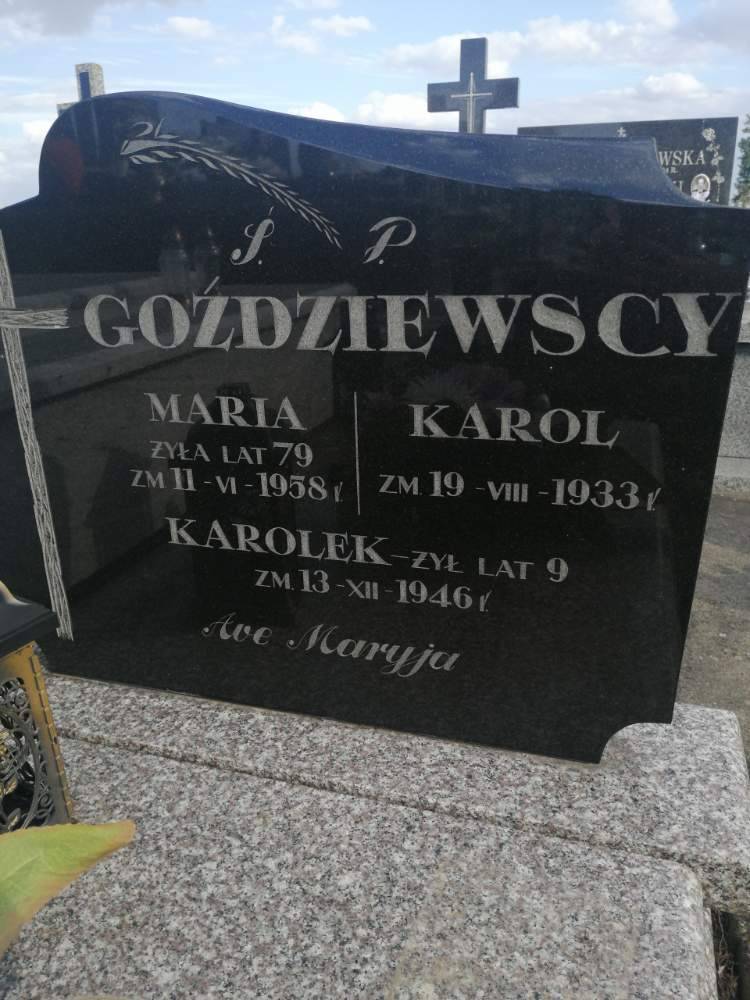 Ś. P.
GOŹDZIEWSCY
MARIA
ŻYŁA LAT 79
ZM 11-VI-1958 r.
KAROL
ZM. 19-VIII-1933 r.
KAROLEK – ŻYŁ LAT 9
ZM. 13-XII-1946 r.
Ave Maryja
WSKA